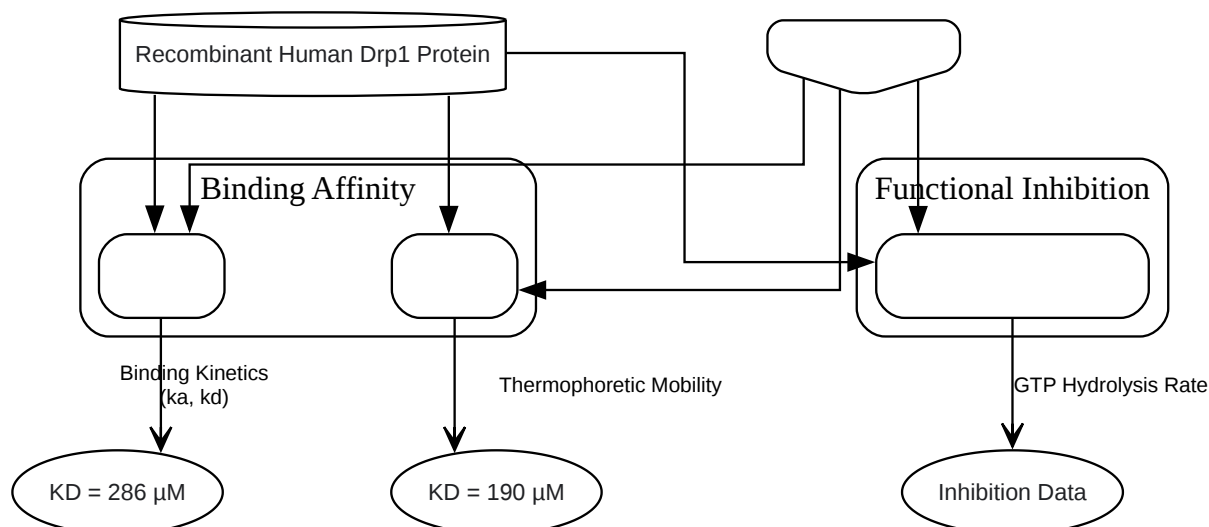 Recombinant Human Drp1 Protein
Binding Affinity
Functional Inhibition
Binding Kinetics
(ka, kd)
Thermophoretic Mobility
GTP Hydrolysis Rate
KD = 286 µM
KD = 190 µM
Inhibition Data